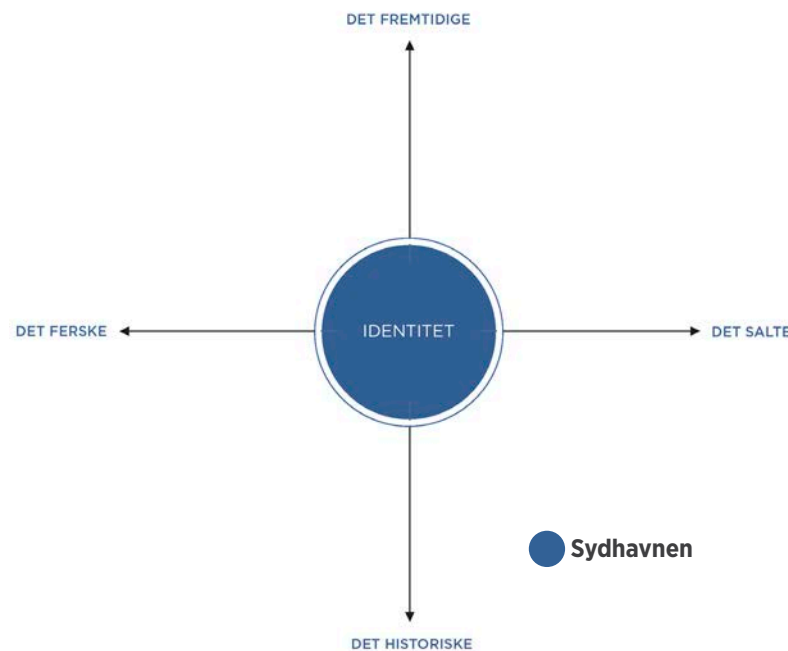 DET FREMTIDIGE
DET FERSKE
IDENTITET
DET SALTE
Sydhavnen
DET HISTORISKE